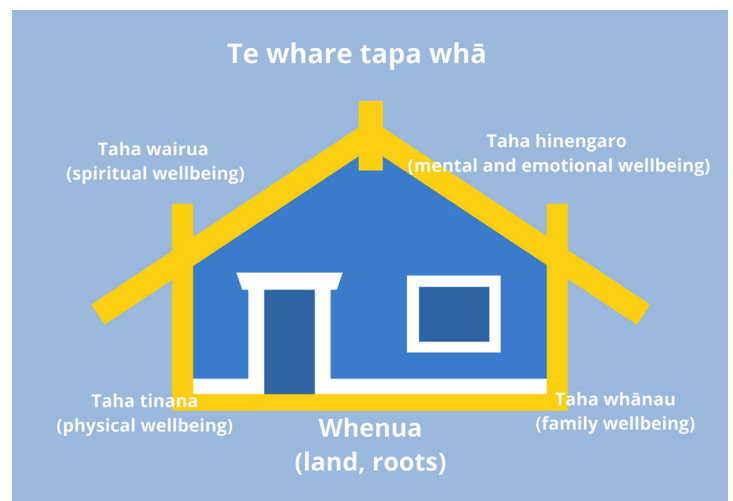 Te whare tapa whā
Taha wairua
(spiritual wellbeing)
Taha hinengaro
(mental and emotional wellbeing)
Taha tinana
(physical wellbeing)
Whenua
(land, roots)
Taha whānau
(family wellbeing)